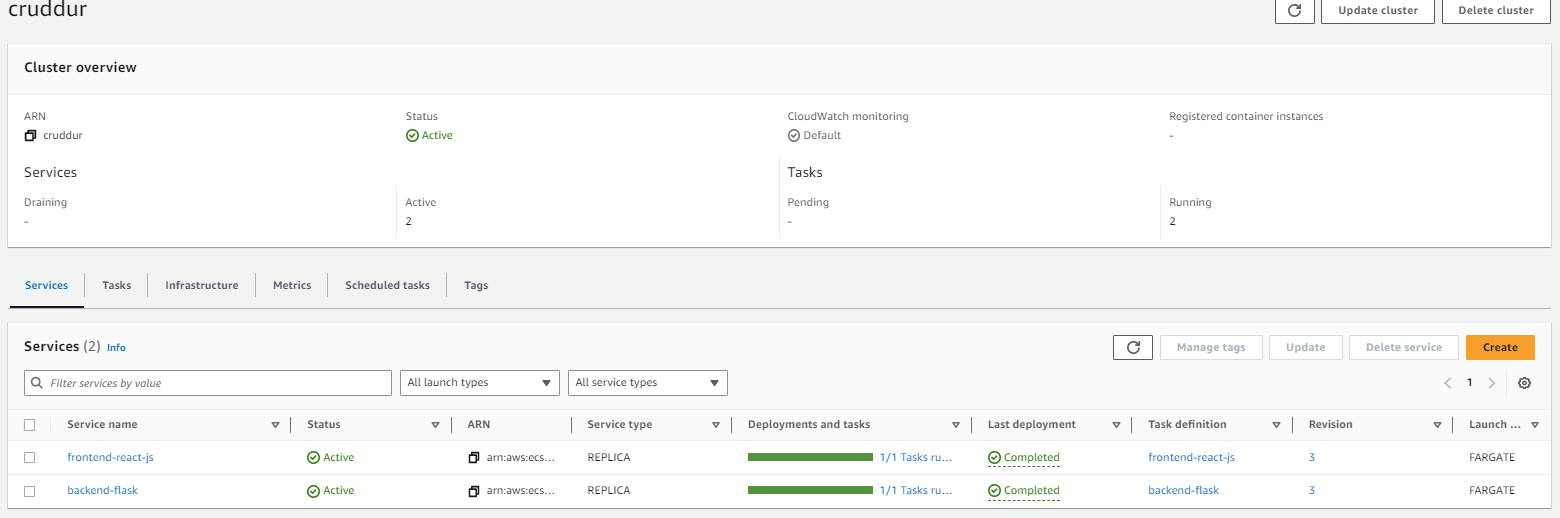 cruddur
Update cluster
Delete cluster
Cluster overview
ARN Status CloudWatch monitoring Registered container instances
cruddur Active Default -
Services Tasks
Draining Active Pending Running
- 2 - 2
Services Tasks Infrastructure Metrics Scheduled tasks Tags
Services (2) Info Manage tags Update Delete service Create
Filter services by value All launch types All service types 1
Service name Status ARN Service type Deployments and tasks Last deployment Task definition Revision Launch ...
frontend-react-js Active arn:aws:ecs... REPLICA 1/1 Tasks ru... Completed frontend-react-js 3 FARGATE
backend-flask Active arn:aws:ecs... REPLICA 1/1 Tasks ru... Completed backend-flask 3 FARGATE